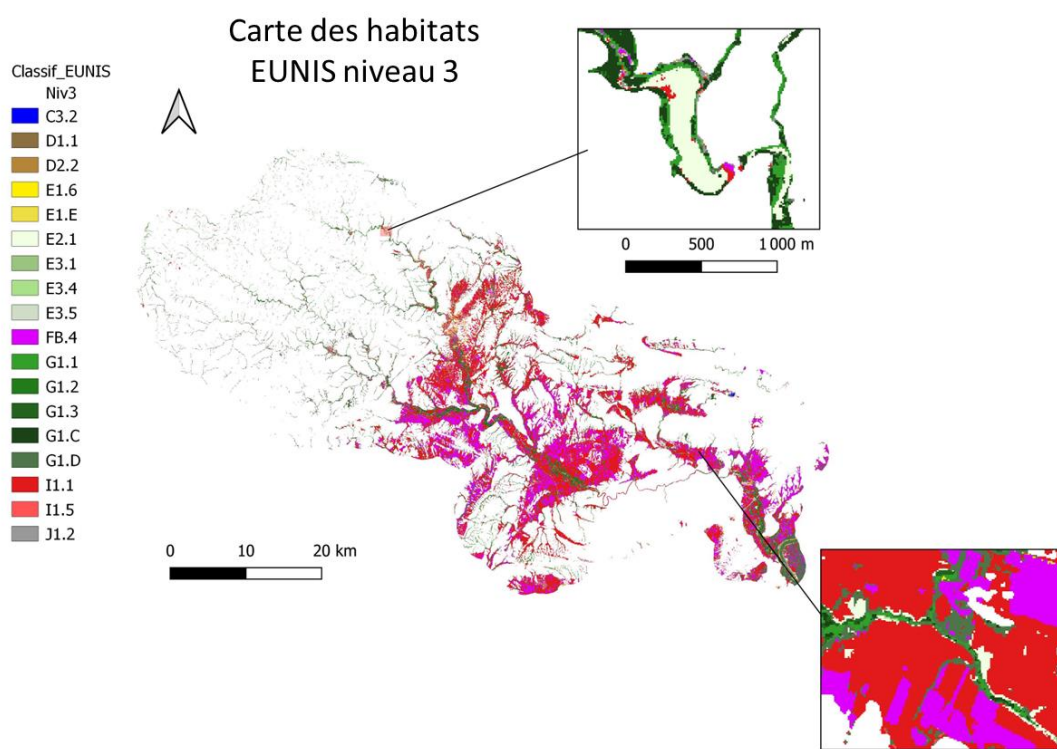 Carte des habitats
EUNIS niveau 3
Classif_EUNIS
Niv3
C3.2
D1.1
D2.2
E1.6
E1.E
E2.1
E3.1
E3.4
E3.5
FB.4
G1.1
G1.2
G1.3
G1.C
G1.D
I1.1
I1.5
J1.2
0 500 1 000 m
0 10 20 km